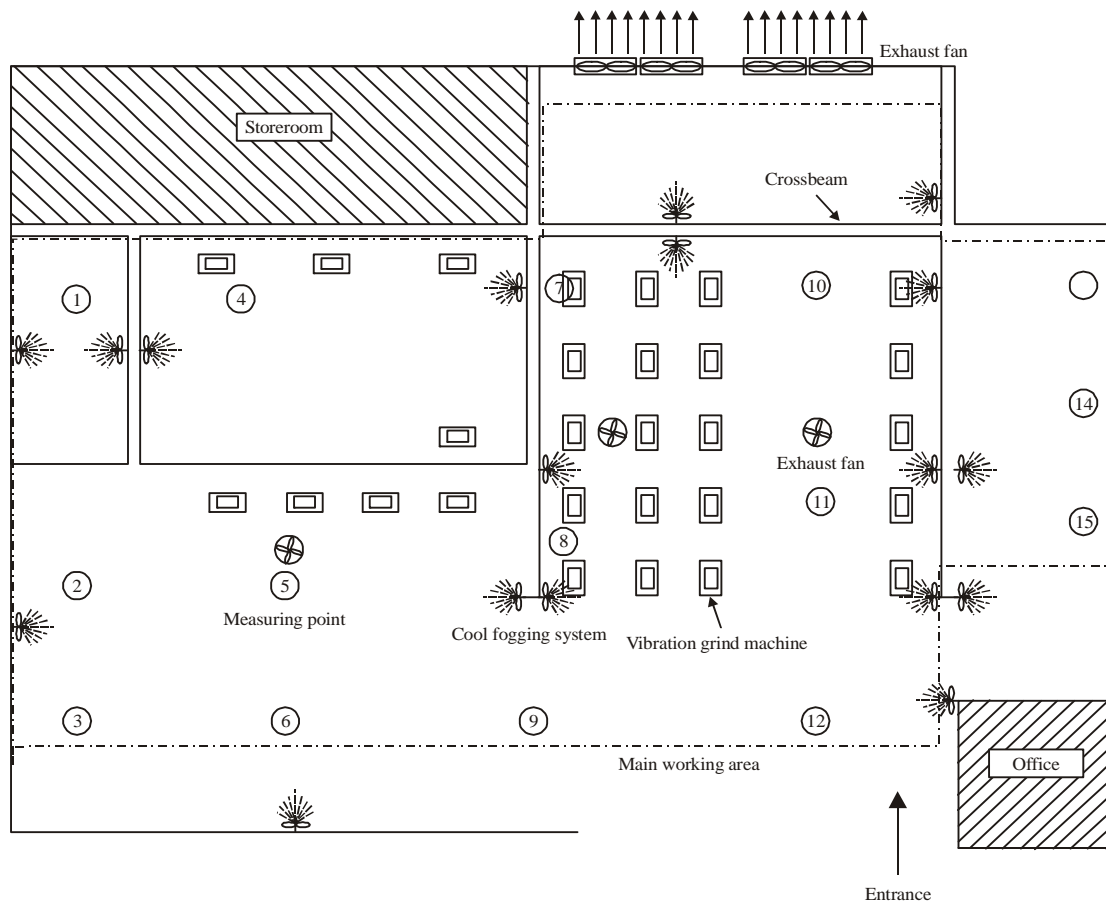 Exhaust fan
Storeroom
Crossbeam
1
4
7
10
14
Exhaust fan
11
15
8
2
5
Measuring point
Cool fogging system
Vibration grind machine
3
6
9
12
Main working area
Office
Entrance